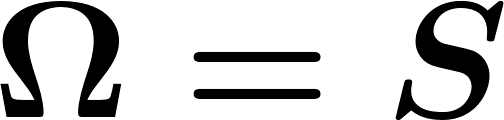 Ω = S